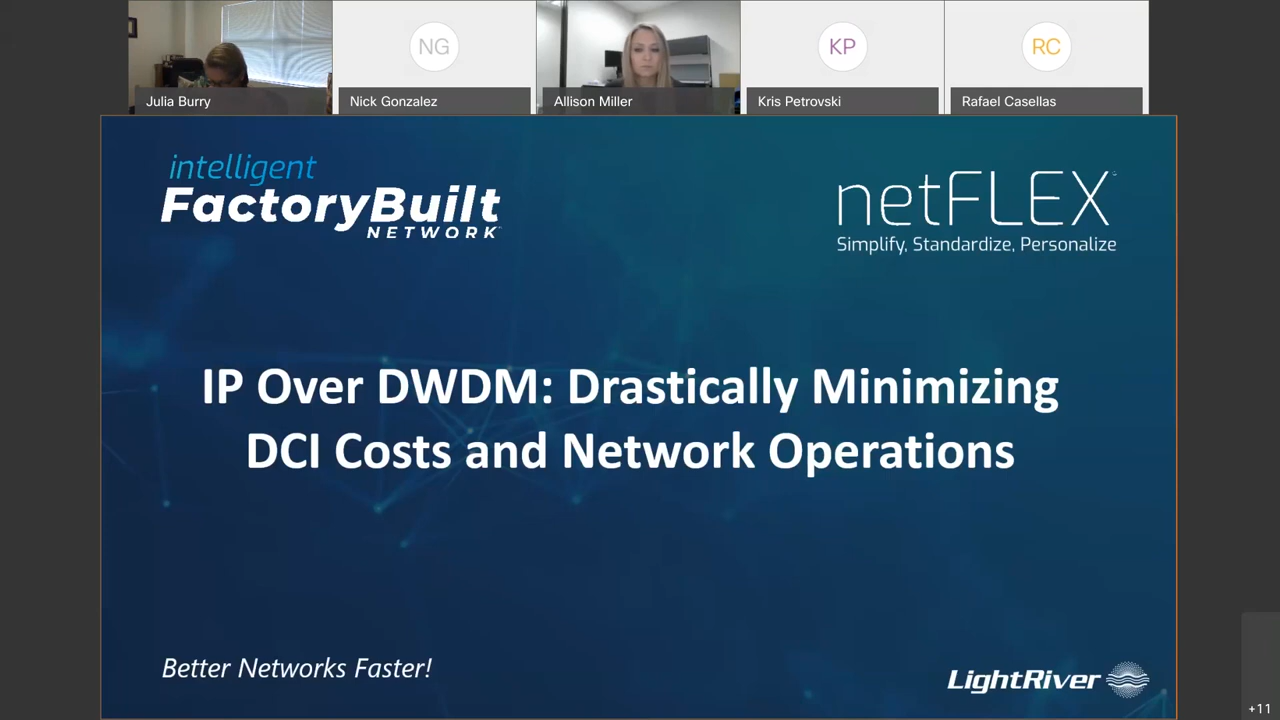 NG
KP
RC
Julia Burry
Nick Gonzalez
Allison Miller
Kris Petrovski
Rafael Casellas
intelligent
FactoryBuilt
NETWORK
netFLEX
Simplify, Standardize, Personalize
IP Over DWDM: Drastically Minimizing
DCI Costs and Network Operations
Better Networks Faster!
LightRiver
+11